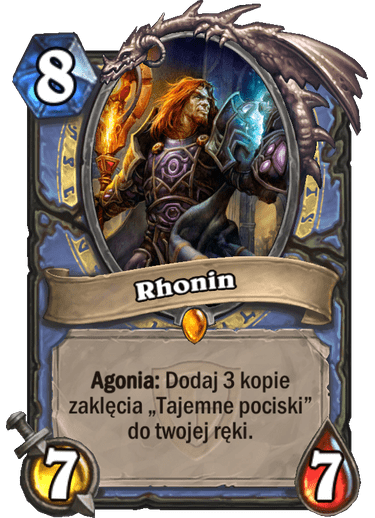 8
Rhonin
Agonia: Dodaj 3 kopie
zaklęcia „Tajemne pociski”
do twojej ręki.
7
7